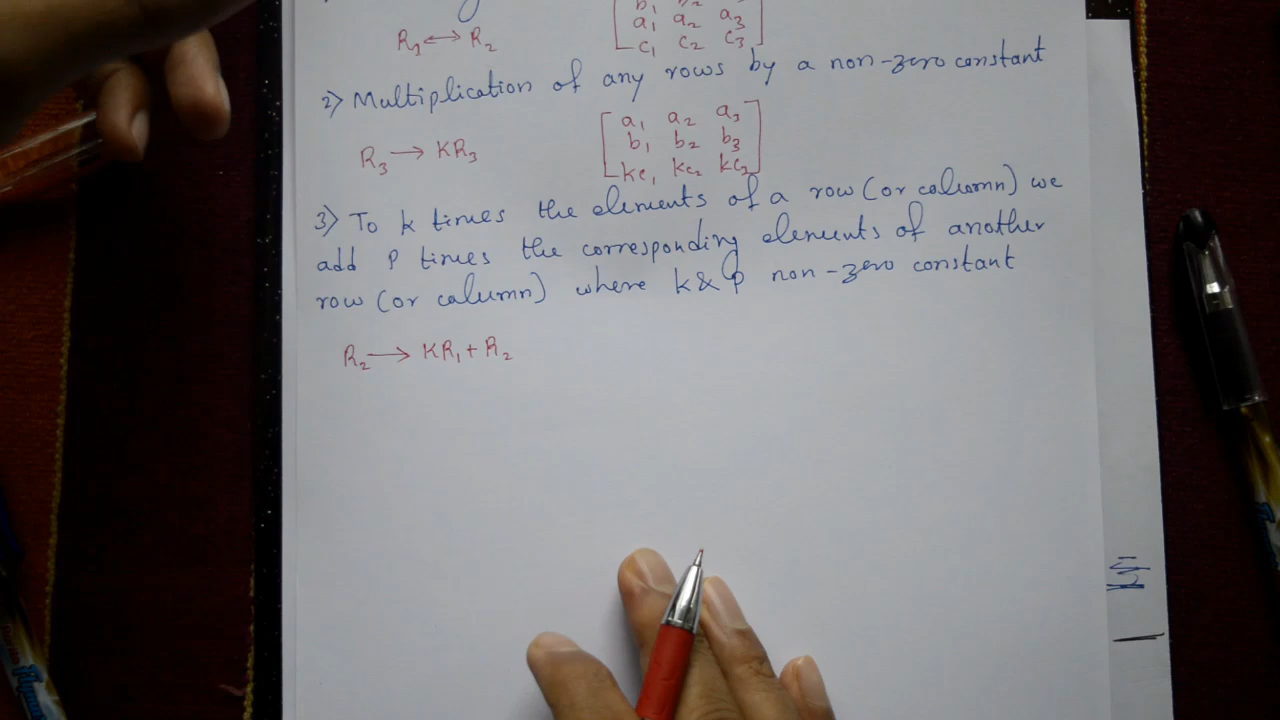 b₁
a₁ a₂ a₃
R₃ ↔ R₂
c₁ c₂ c₃
2) Multiplication of any rows by a non-zero constant
a₁ a₂ a₃
R₃ → KR₃
b₁ b₂ b₃
kc₁ kc₂ kc₃
3) To k times the elements of a row (or column) we
add p times the corresponding elements of another
row (or column) where k & p non-zero constant
R₂ → KR₁ + R₂